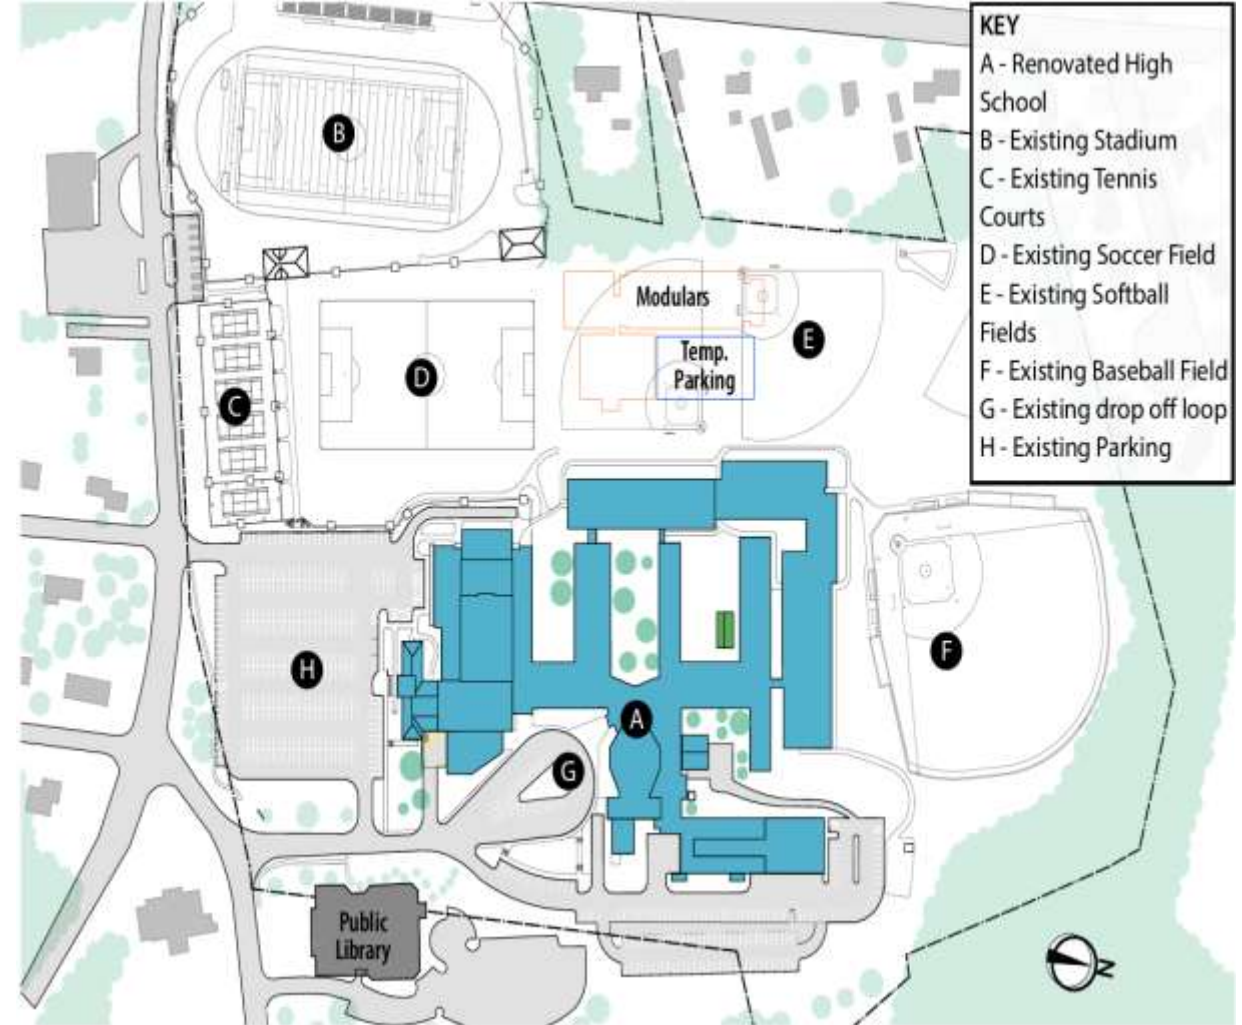 KEY
A - Renovated High
School
B - Existing Stadium
C - Existing Tennis
Courts
D - Existing Soccer Field
E - Existing Softball
Fields
F - Existing Baseball Field
G - Existing drop off loop
H - Existing Parking
B
Modulars
E
Temp.
Parking
D
C
F
H
A
G
Public
Library
N